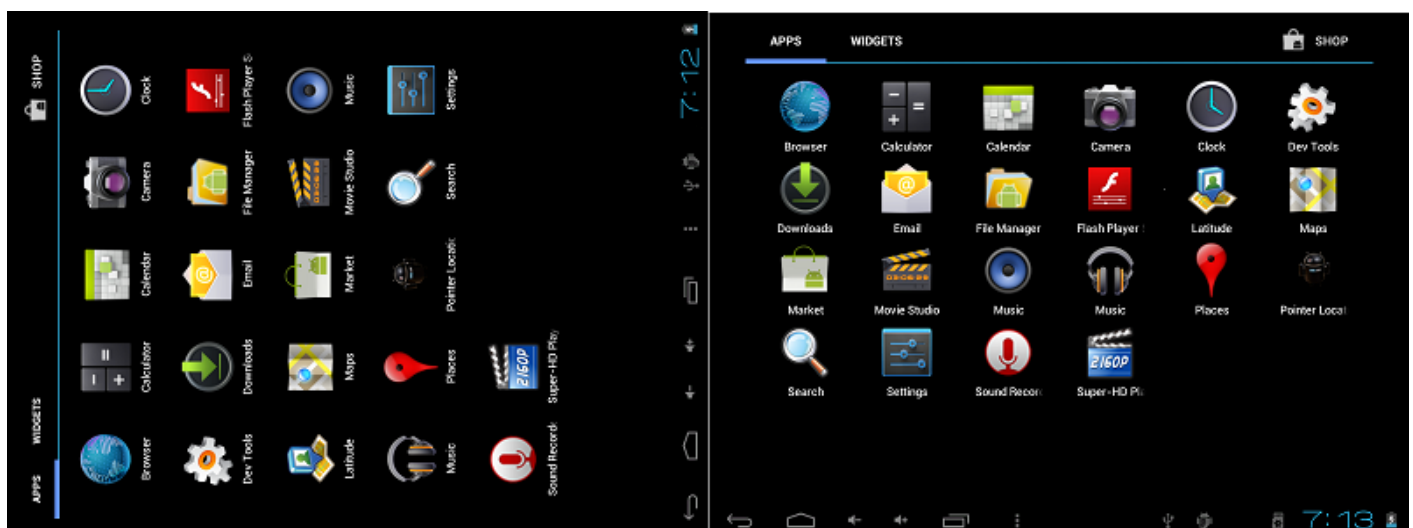 APPS WIDGETS SHOP
Browser Calculator Calendar Camera Clock
Dev Tools Downloads Email File Manager Flash Player S
Latitude Maps Market Movie Studio Music
Music Places Pointer Locatio Search Settings
2160P
Sound Recorde Super-HD Play
7:12
APPS WIDGETS SHOP
Browser Calculator Calendar Camera Clock Dev Tools
Downloads Email File Manager Flash Player Latitude Maps
Market Movie Studio Music Music Places Pointer Locat
2160P
Search Settings Sound Record Super-HD Pl
7:13